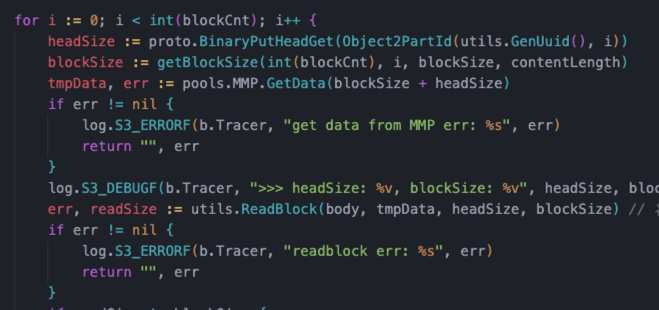 for i := 0; i < int(blockCnt); i++ {
headSize := proto.BinaryPutHeadGet(Object2PartId(utils.GenUuid(), i))
blockSize := getBlockSize(int(blockCnt), i, blockSize, contentLength)
tmpData, err := pools.MMP.GetData(blockSize + headSize)
if err != nil {
log.S3_ERRORF(b.Tracer, "get data from MMP err: %s", err)
return "", err
}
log.S3_DEBUGF(b.Tracer, ">>> headSize: %v, blockSize: %v", headSize, bloc
err, readSize := utils.ReadBlock(body, tmpData, headSize, blockSize) //
if err != nil {
log.S3_ERRORF(b.Tracer, "readblock err: %s", err)
return "", err
}